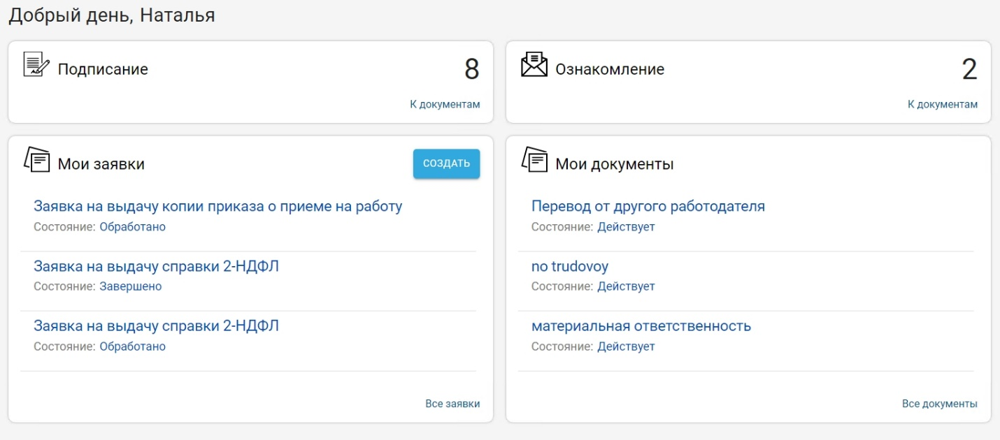 Добрый день, Наталья
Подписание
8
К документам
Ознакомление
2
К документам
Мои заявки
СОЗДАТЬ
Заявка на выдачу копии приказа о приеме на работу
Состояние: Обработано
Заявка на выдачу справки 2-НДФЛ
Состояние: Завершено
Заявка на выдачу справки 2-НДФЛ
Состояние: Обработано
Все заявки
Мои документы
Перевод от другого работодателя
Состояние: Действует
no trudovoy
Состояние: Действует
материальная ответственность
Состояние: Действует
Все документы